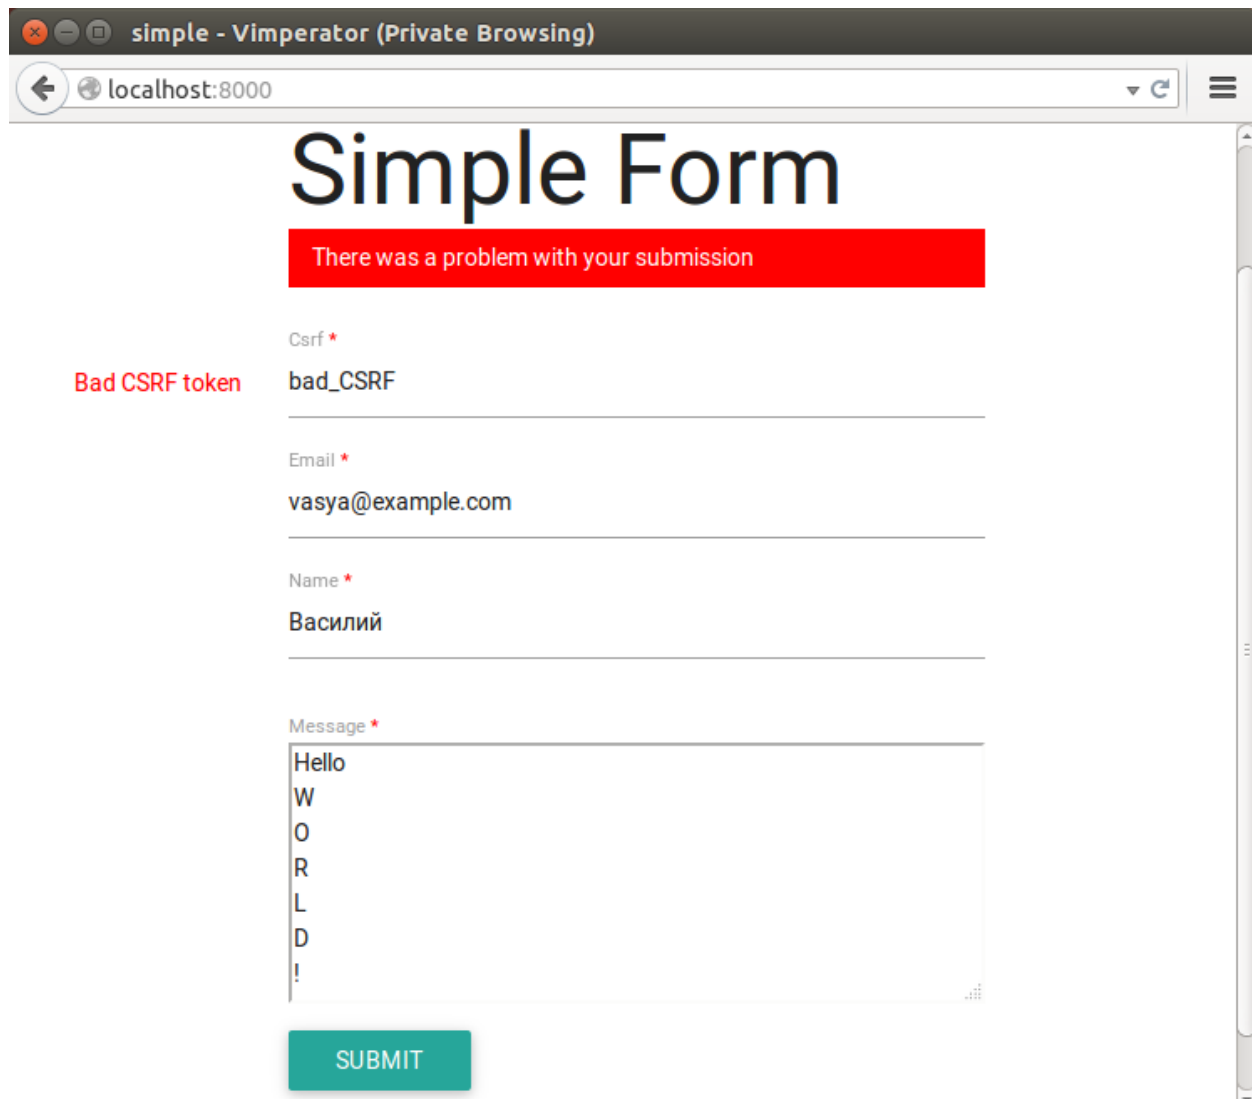 simple - Vimperator (Private Browsing)
localhost:8000
Simple Form
There was a problem with your submission
Csrf *
Bad CSRF token
bad_CSRF
Email *
vasya@example.com
Name *
Василий
Message *
Hello
W
O
R
L
D
!
SUBMIT